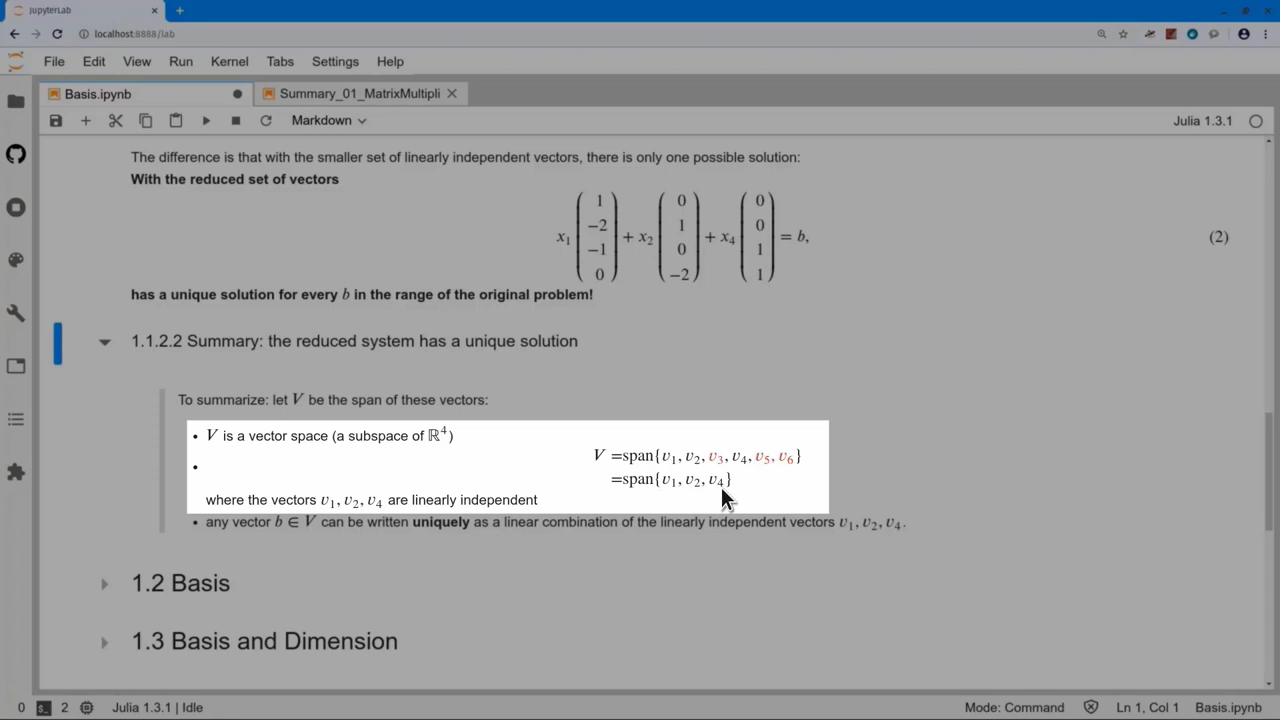 JupyterLab
localhost:8888/lab
File Edit View Run Kernel Tabs Settings Help
Basis.ipynb Summary_01_MatrixMultipli
Markdown Julia 1.3.1
The difference is that with the smaller set of linearly independent vectors, there is only one possible solution:
With the reduced set of vectors
x₁ ( 1 −2 −1 0 ) + x₂ ( 0 1 0 −2 ) + x₄ ( 0 0 1 1 ) = b, (2)
has a unique solution for every b in the range of the original problem!
1.1.2.2 Summary: the reduced system has a unique solution
To summarize: let V be the span of these vectors:
• V is a vector space (a subspace of ℝ⁴)
• V =span{v₁, v₂, v₃, v₄, v₅, v₆}
=span{v₁, v₂, v₄}
where the vectors v₁, v₂, v₄ are linearly independent
• any vector b ∈ V can be written uniquely as a linear combination of the linearly independent vectors v₁, v₂, v₄.
1.2 Basis
1.3 Basis and Dimension
0 2 Julia 1.3.1 | Idle Mode: Command Ln 1, Col 1 Basis.ipynb